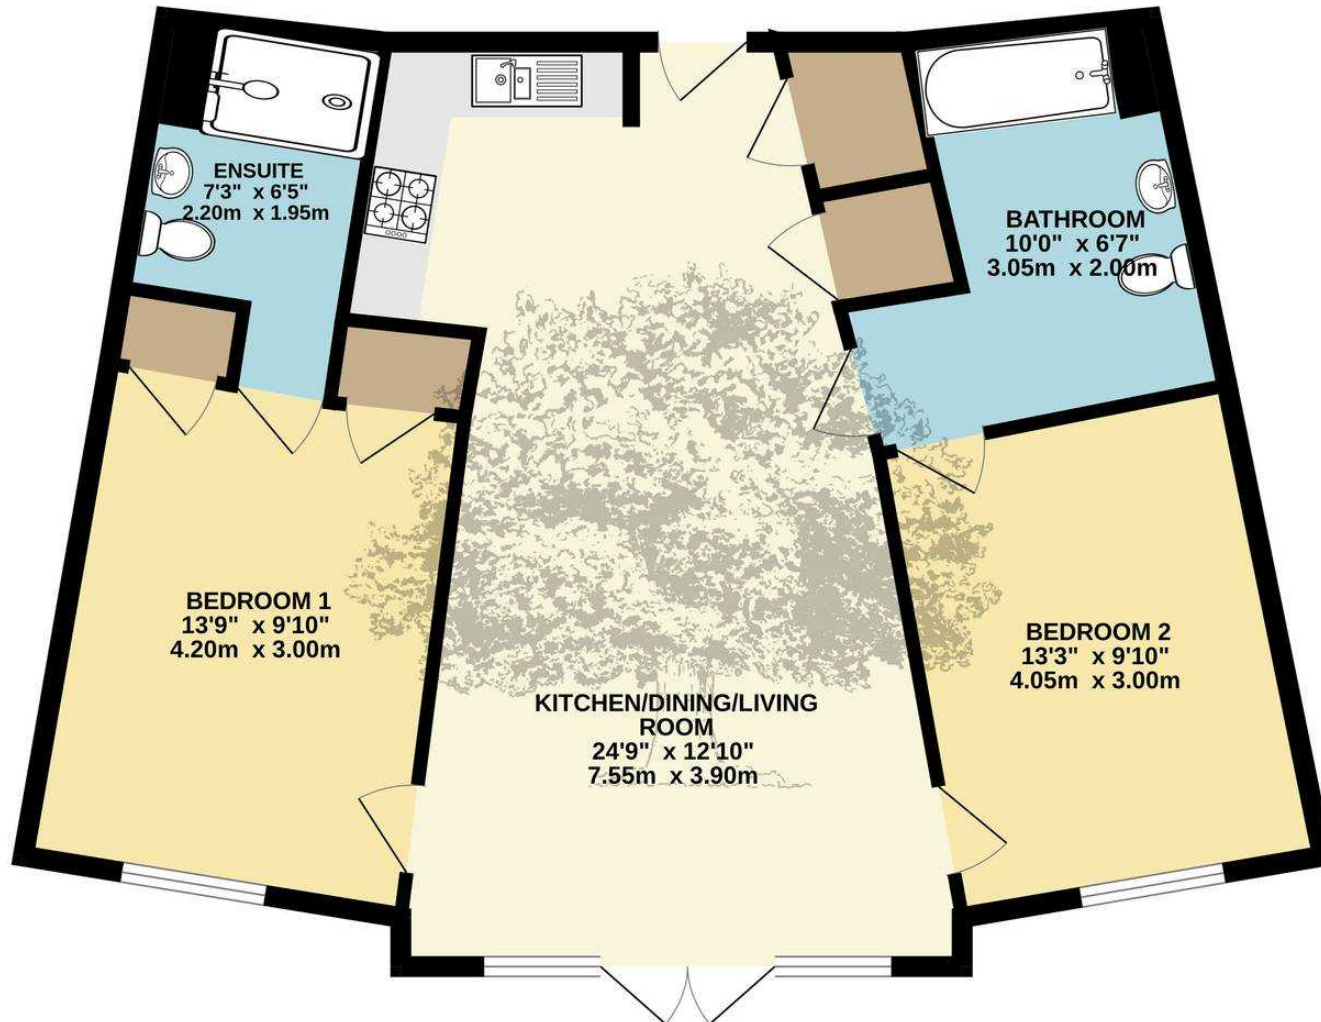 ENSUITE
7'3" x 6'5"
2.20m x 1.95m
BATHROOM
10'0" x 6'7"
3.05m x 2.00m
BEDROOM 1
13'9" x 9'10"
4.20m x 3.00m
BEDROOM 2
13'3" x 9'10"
4.05m x 3.00m
KITCHEN/DINING/LIVING
ROOM
24'9" x 12'10"
7.55m x 3.90m